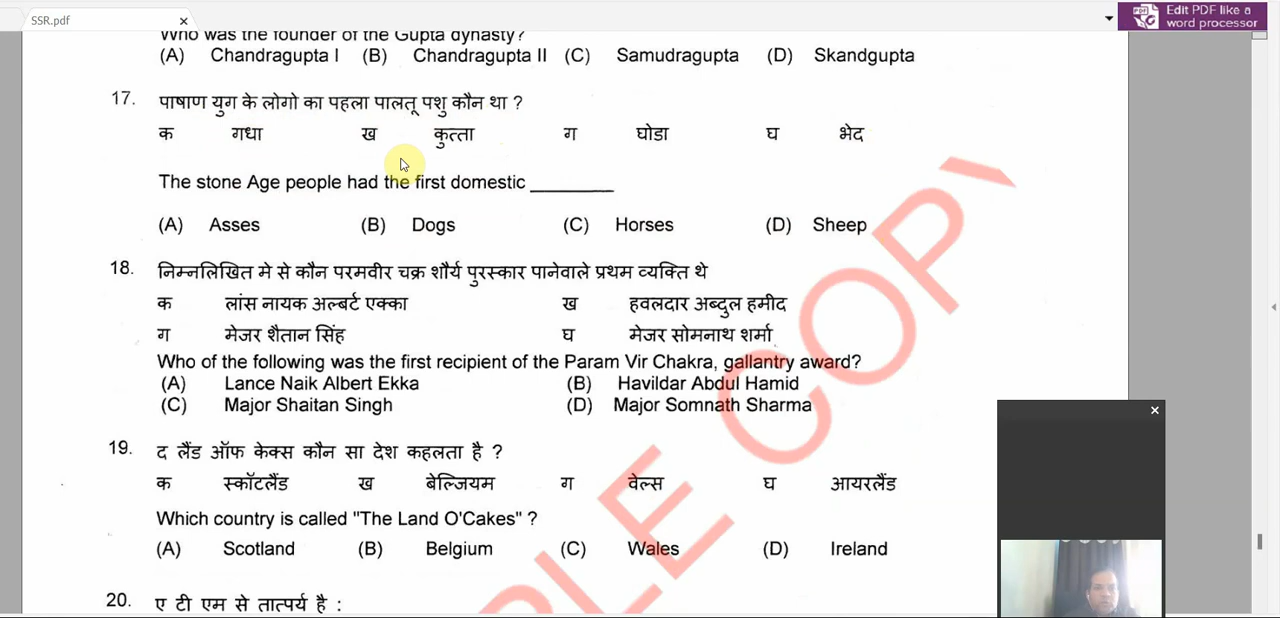 SSR.pdf
Edit PDF like a
word processor
Who was the founder of the Gupta dynasty?
(A) Chandragupta I (B) Chandragupta II (C) Samudragupta (D) Skandgupta
17. पाषाण युग के लोगो का पहला पालतू पशु कौन था ?
क गधा ख कुत्ता ग घोडा घ भेद
The stone Age people had the first domestic ________
(A) Asses (B) Dogs (C) Horses (D) Sheep
18. निम्नलिखित मे से कौन परमवीर चक्र शौर्य पुरस्कार पानेवाले प्रथम व्यक्ति थे
क लांस नायक अल्बर्ट एक्का ख हवलदार अब्दुल हमीद
ग मेजर शैतान सिंह घ मेजर सोमनाथ शर्मा
Who of the following was the first recipient of the Param Vir Chakra, gallantry award?
(A) Lance Naik Albert Ekka (B) Havildar Abdul Hamid
(C) Major Shaitan Singh (D) Major Somnath Sharma
19. द लैंड ऑफ केक्स कौन सा देश कहलता है ?
क स्कॉटलैंड ख बेल्जियम ग वेल्स घ आयरलैंड
Which country is called "The Land O'Cakes" ?
(A) Scotland (B) Belgium (C) Wales (D) Ireland
20. ए टी एम से तात्पर्य है :
PLE COPY